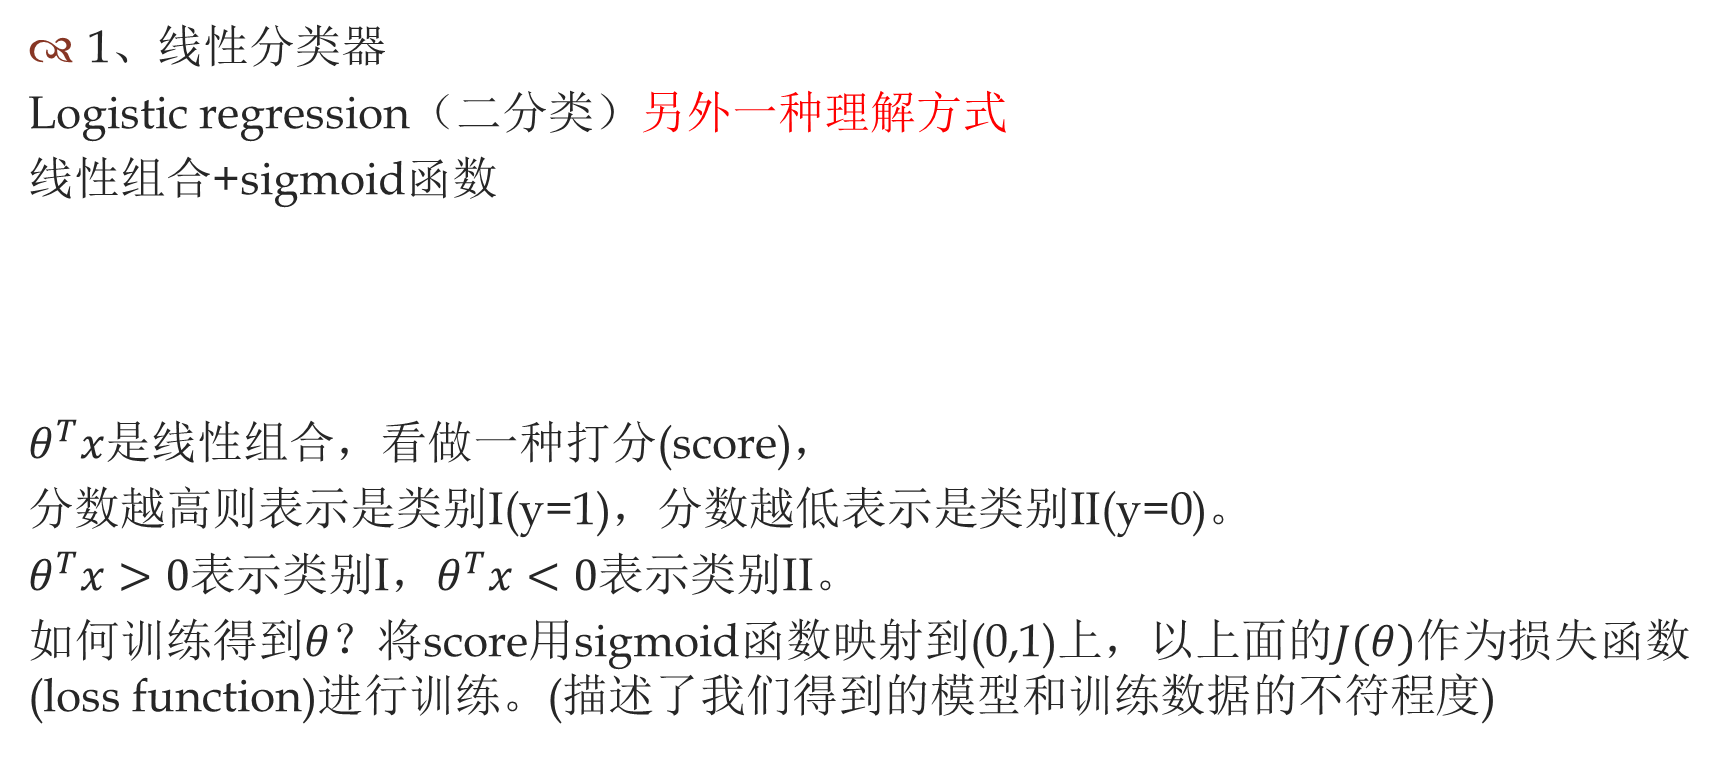 1、线性分类器
Logistic regression（二分类）另外一种理解方式
线性组合+sigmoid函数
θᵀx是线性组合，看做一种打分(score)，
分数越高则表示是类别I(y=1)，分数越低表示是类别II(y=0)。
θᵀx > 0表示类别I，θᵀx < 0表示类别II。
如何训练得到θ？将score用sigmoid函数映射到(0,1)上，以上面的J(θ)作为损失函数
(loss function)进行训练。(描述了我们得到的模型和训练数据的不符程度)